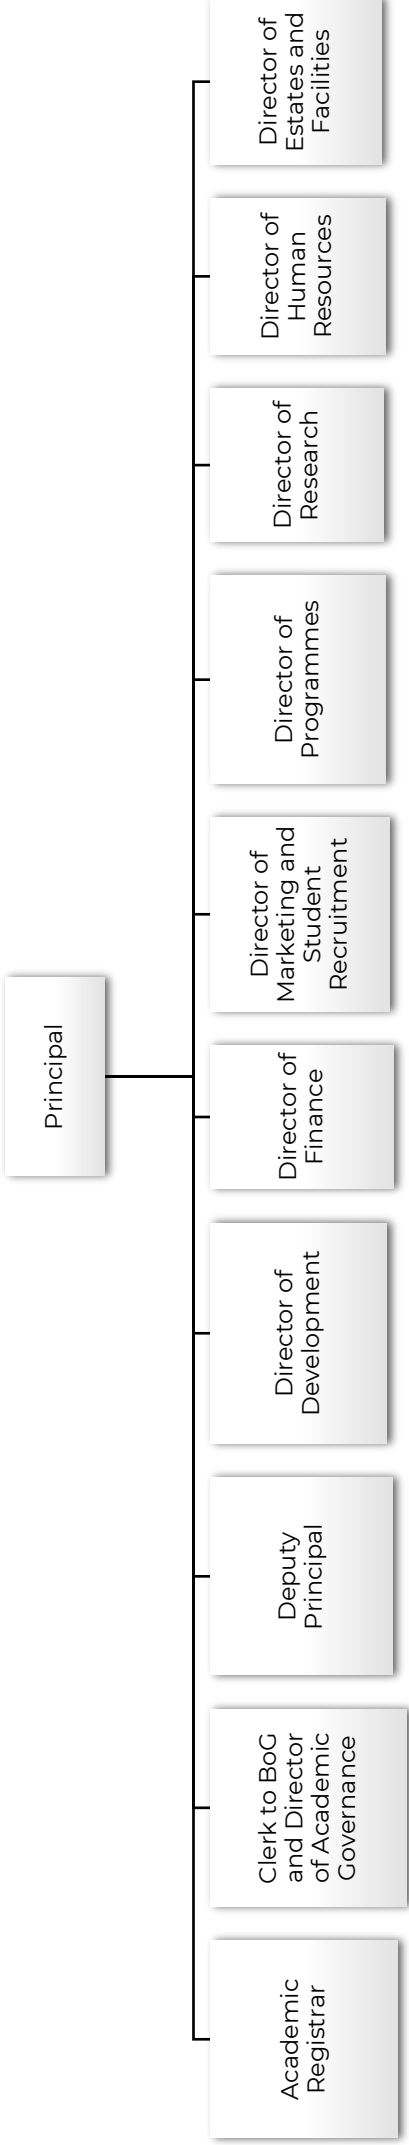 Principal
Academic
Registrar
Clerk to BoG
and Director
of Academic
Governance
Deputy
Principal
Director of
Development
Director of
Finance
Director of
Marketing and
Student
Recruitment
Director of
Programmes
Director of
Research
Director of
Human
Resources
Director of
Estates and
Facilities